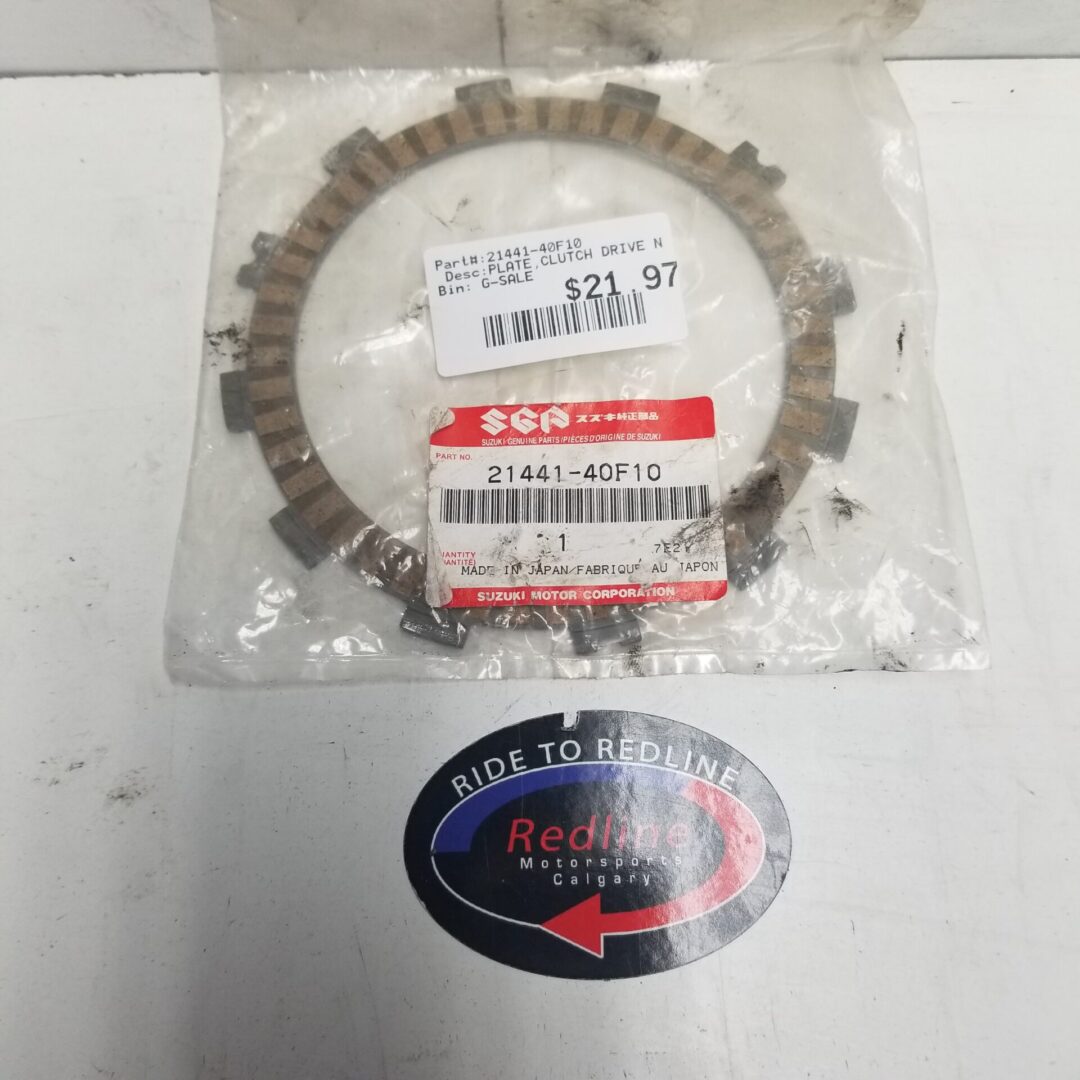 Part#:21441-40F10
Desc:PLATE,CLUTCH DRIVE N
Bin: G-SALE
$21.97
SGP スズキ純正部品
SUZUKI GENUINE PARTS/PIÈCES D'ORIGINE DE SUZUKI
PART NO.
21441-40F10
1
MADE IN JAPAN/FABRIQUE AU JAPON
SUZUKI MOTOR CORPORATION
RIDE TO REDLINE
Redline
Motorsports
Calgary